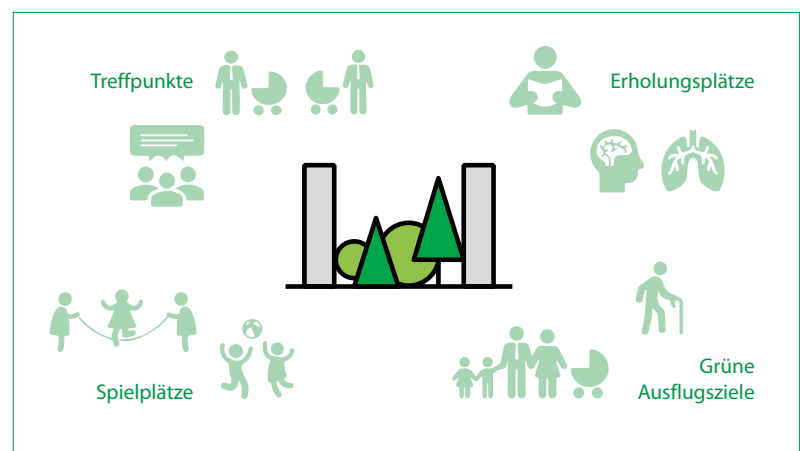 Treffpunkte
Erholungsplätze
Spielplätze
Grüne
Ausflugsziele